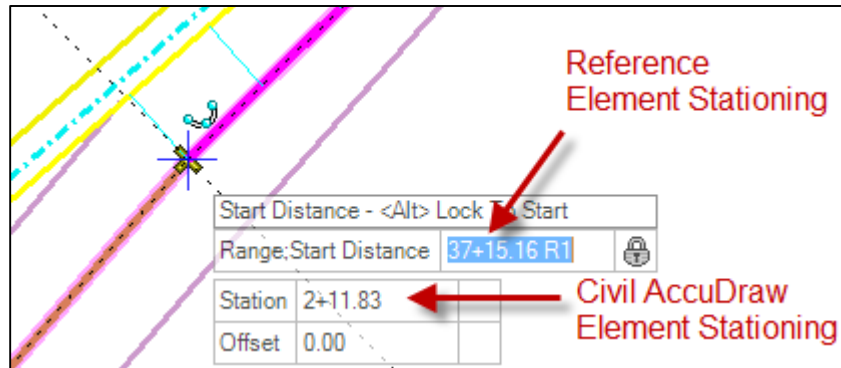 Reference
Element Stationing
Start Distance - <Alt> Lock To Start
Range;Start Distance 37+15.16 R1
Station 2+11.83
Offset 0.00
Civil AccuDraw
Element Stationing